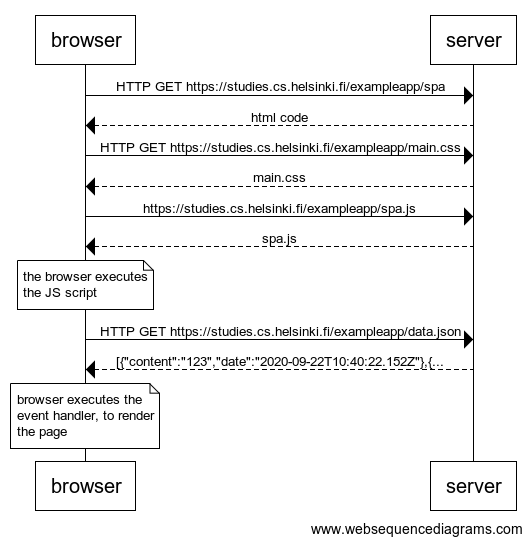 browser
server
HTTP GET https://studies.cs.helsinki.fi/exampleapp/spa
html code
HTTP GET https://studies.cs.helsinki.fi/exampleapp/main.css
main.css
https://studies.cs.helsinki.fi/exampleapp/spa.js
spa.js
the browser executes
the JS script
HTTP GET https://studies.cs.helsinki.fi/exampleapp/data.json
[{"content":"123","date":"2020-09-22T10:40:22.152Z"},{...
browser executes the
event handler, to render
the page
browser
server
www.websequencediagrams.com